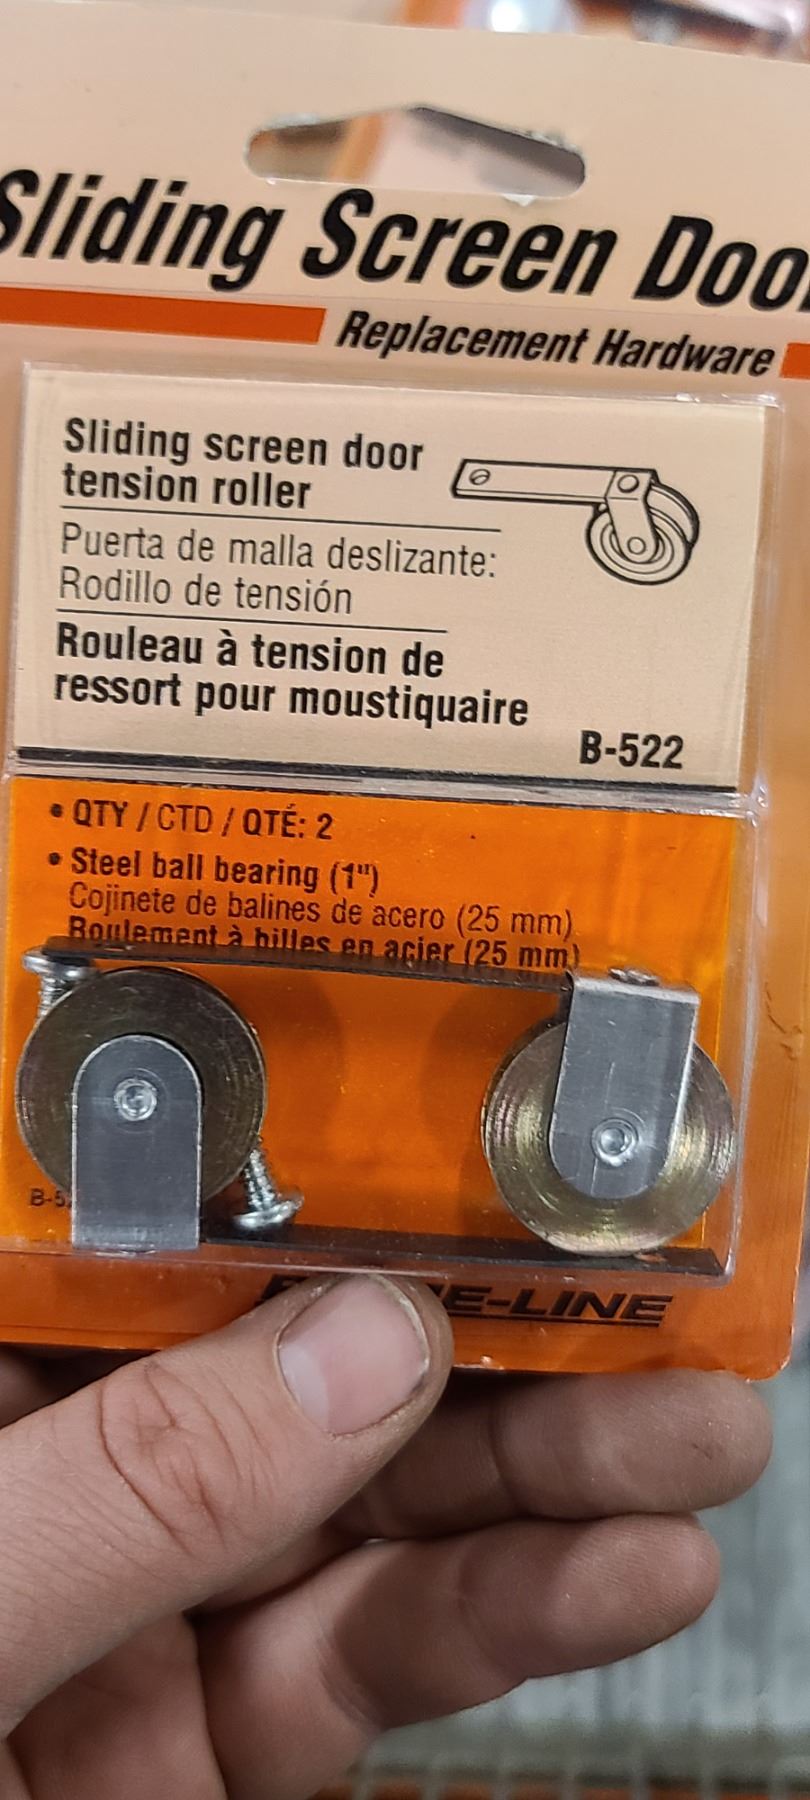 Sliding Screen Door
Replacement Hardware
Sliding screen door
tension roller
Puerta de malla deslizante:
Rodillo de tensión
Rouleau à tension de
ressort pour moustiquaire
B-522
• QTY / CTD / QTÉ: 2
• Steel ball bearing (1")
Cojinete de balines de acero (25 mm)
Roulement à billes en acier (25 mm)
E-LINE